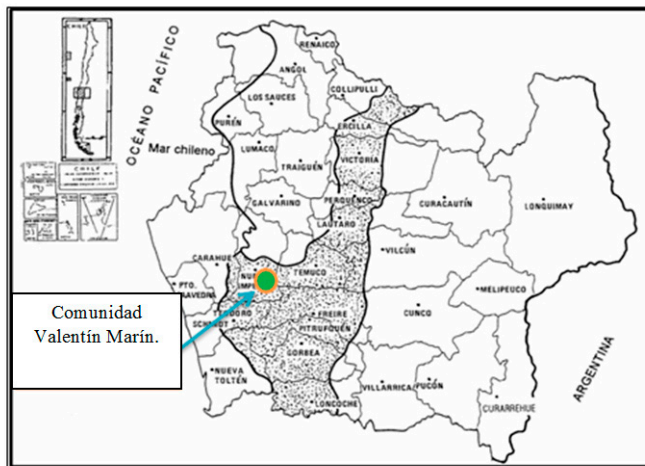 CHILE
OCÉANO PACÍFICO
Mar chileno
RENAICO
ANGOL
COLLIPULLI
LOS SAUCES
PURÉN
ERCILLA
LUMACO
TRAIGUÉN
VICTORIA
PERQUENCO
CURACAUTÍN
LONQUIMAY
GALVARINO
LAUTARO
CARAHUE
TEMUCO
VILCÚN
PTO.
MELIPEUCO
CUNCO
FREIRE
PITRUFQUÉN
GORBEA
NUEVA
TOLTÉN
LONCOCHE
VILLARRICA
PUCÓN
CURARREHUE
ARGENTINA
Comunidad
Valentín Marín.